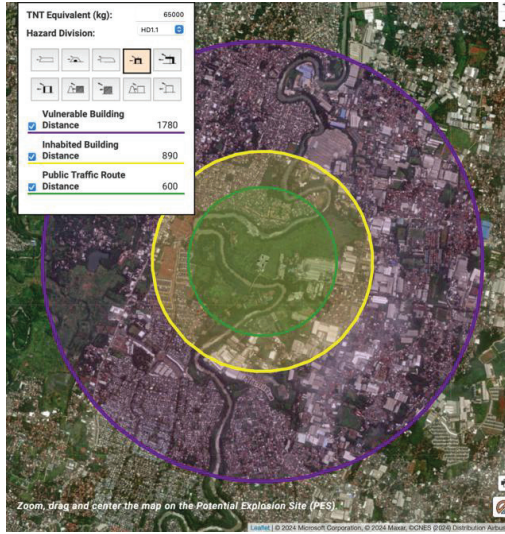 TNT Equivalent (kg): 65000
Hazard Division: HD1.1
Vulnerable Building
Distance 1780
Inhabited Building
Distance 890
Public Traffic Route
Distance 600
Zoom, drag and center the map on the Potential Explosion Site (PES).
Leaflet | © 2024 Microsoft Corporation, © 2024 Maxar, ©CNES (2024) Distribution Airbus